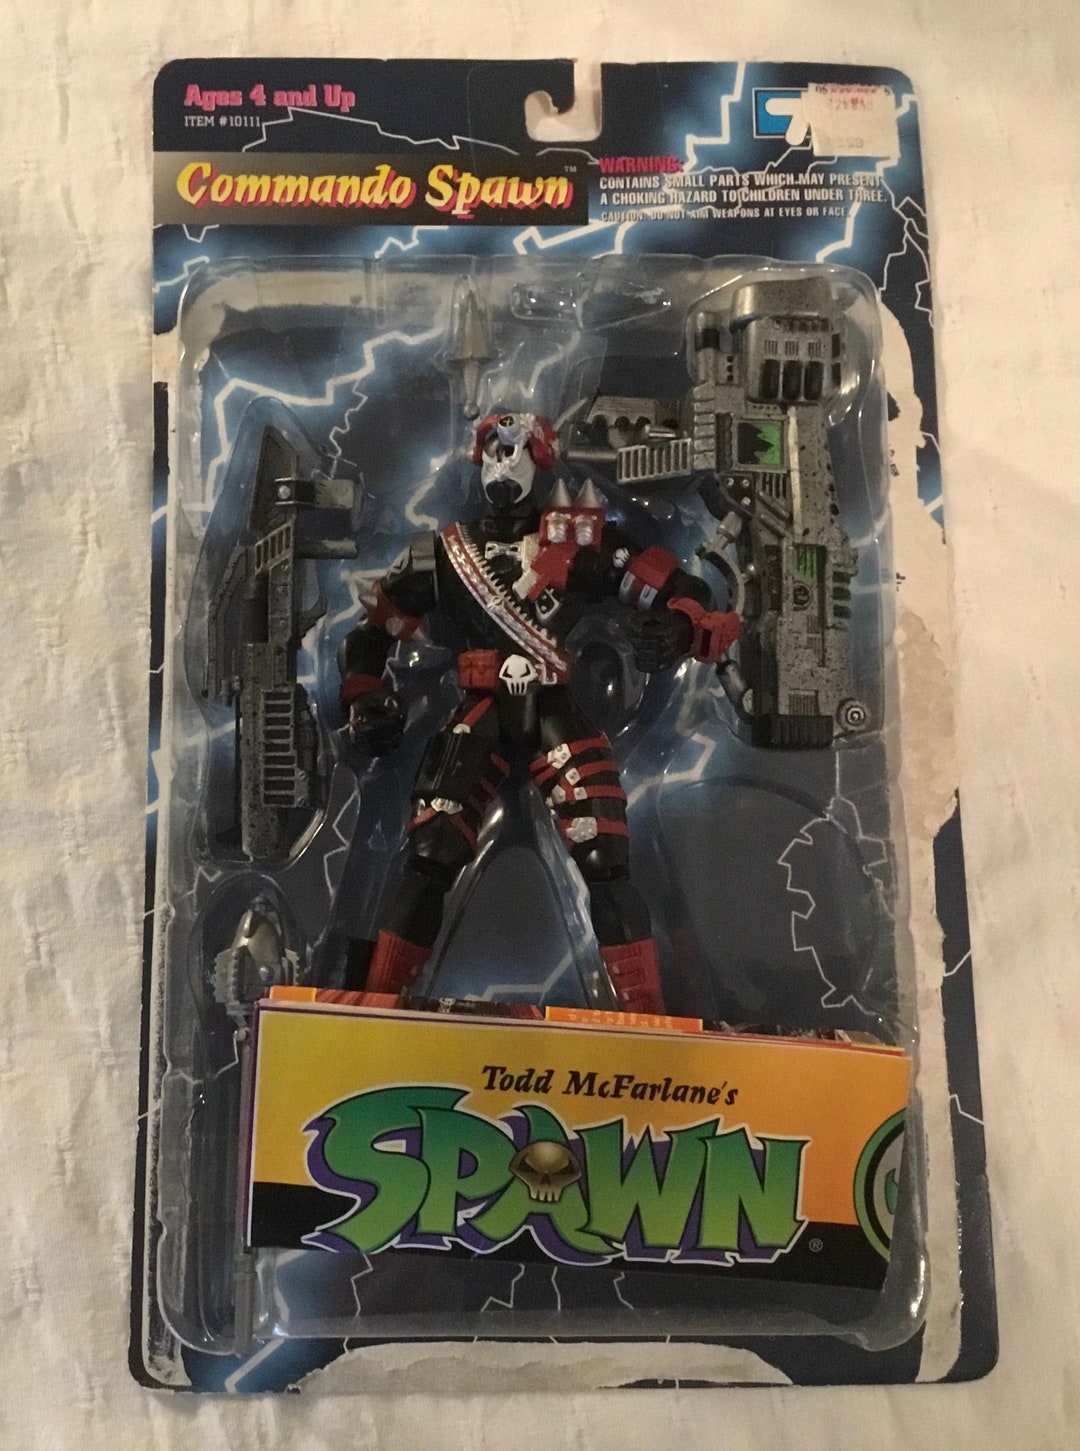 Ages 4 and Up
ITEM #10111
Commando Spawn™
WARNING:
CONTAINS SMALL PARTS WHICH MAY PRESENT
A CHOKING HAZARD TO CHILDREN UNDER THREE.
CAUTION: DO NOT AIM WEAPONS AT EYES OR FACE
Todd McFarlane's
SPAWN®